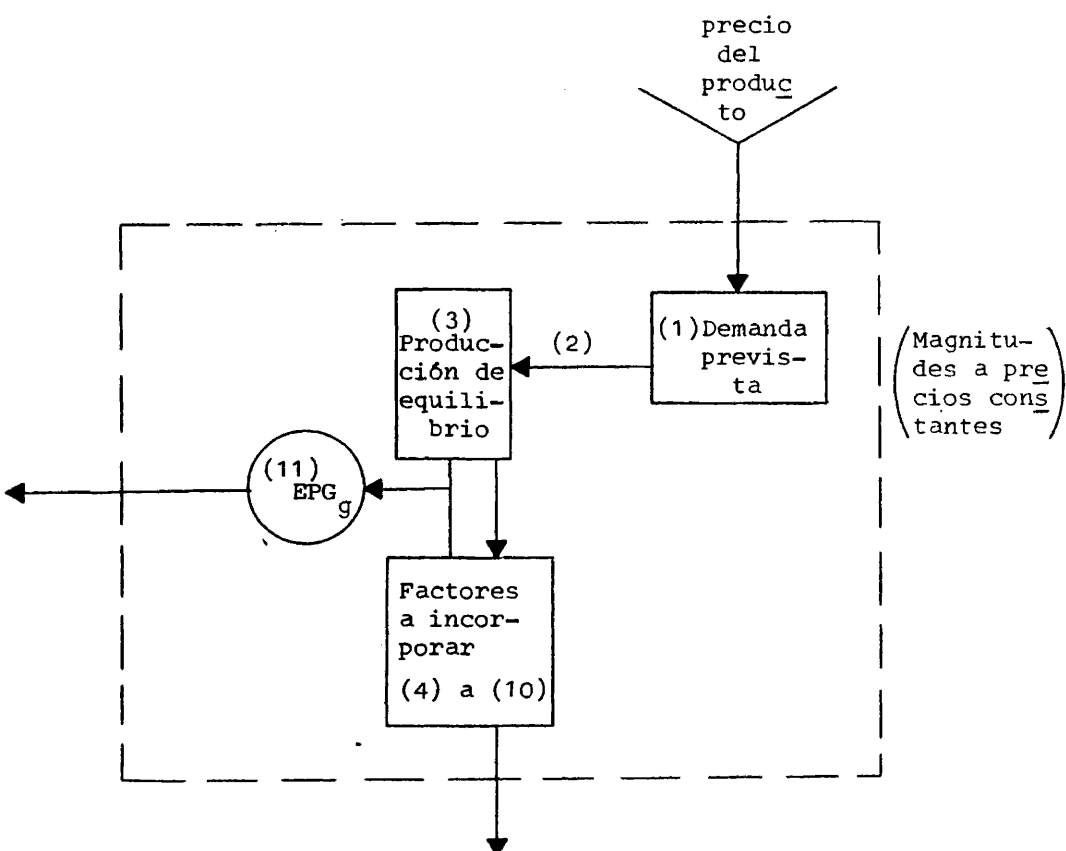 precio
del
produc
to
(3)
Produc-
ción de
equili-
brio
(2)
(1)Demanda
previs-
ta
Magnitu-
des a pre
cios cons
tantes
(11)
EPGg
Factores
a incor-
porar
(4) a (10)